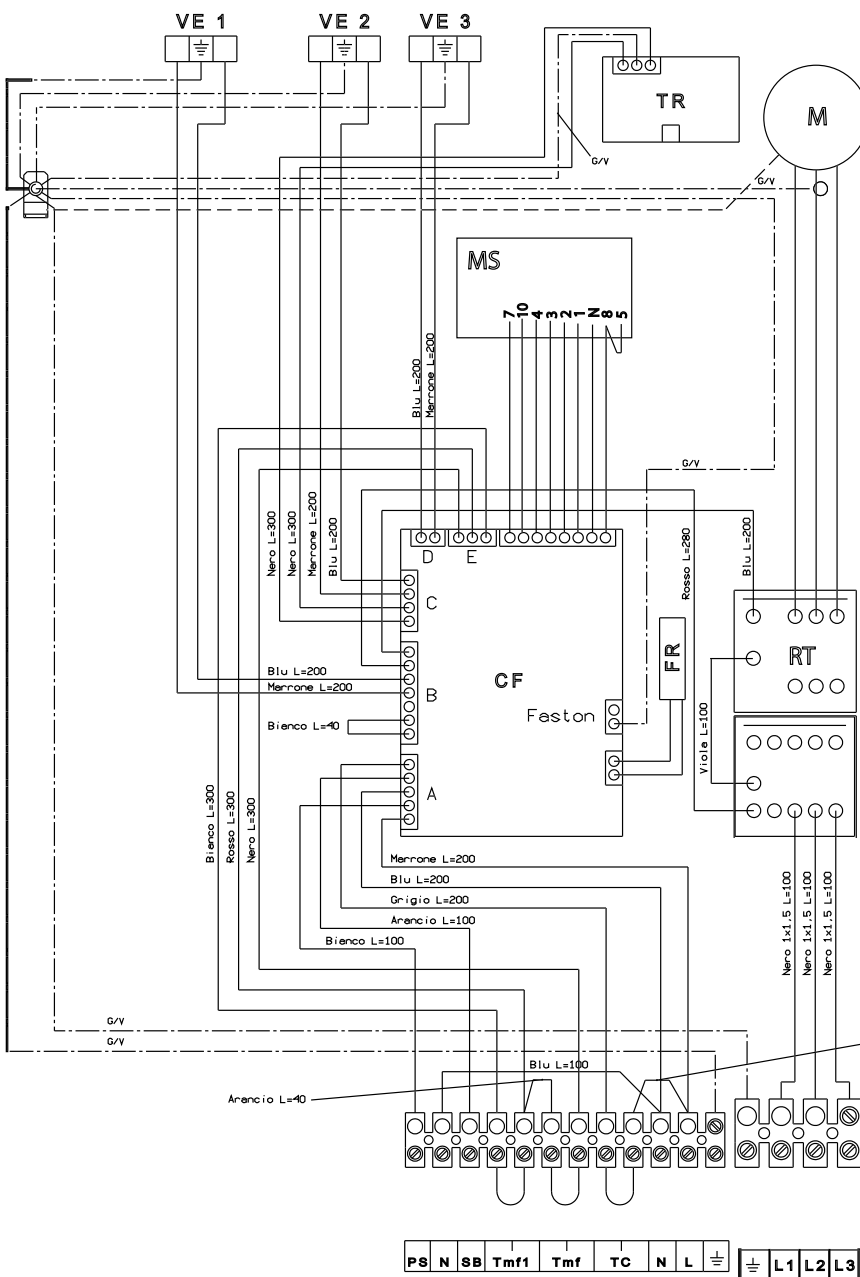 VE 1
VE 2
VE 3
TR
M
G/V
G/V
MS
7 10 4 3 2 1 N 8 5
Blu L=200
Marrone L=200
G/V
Nero L=300
Nero L=300
Marrone L=200
Blu L=200
Rosso L=280
Blu L=200
D
E
C
FR
RT
CF
Blu L=200
Marrone L=200
B
Faston
Bianco L=40
Viola L=100
A
Bianco L=300
Rosso L=300
Nero L=300
Marrone L=200
Blu L=200
Grigio L=200
Arancio L=100
Bianco L=100
Nero 1x1,5 L=100
Nero 1x1,5 L=100
Nero 1x1,5 L=100
G/V
G/V
Blu L=100
Arancio L=40
PS N SB Tmf1 Tmf TC N L
L1 L2 L3